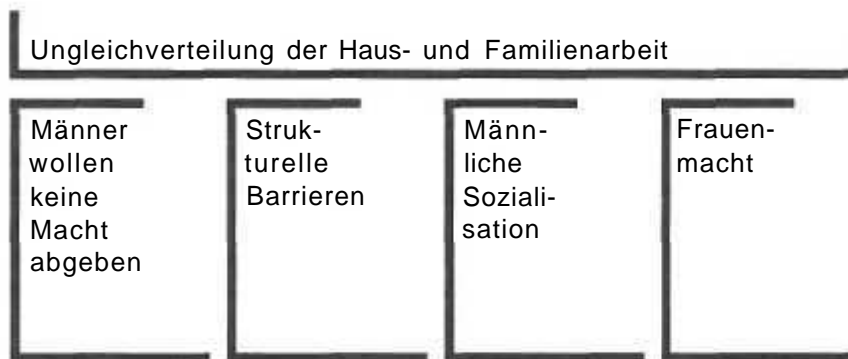 Ungleichverteilung der Haus- und Familienarbeit
Männer
wollen
keine
Macht
abgeben
Struk-
turelle
Barrieren
Männ-
liche
Soziali-
sation
Frauen-
macht